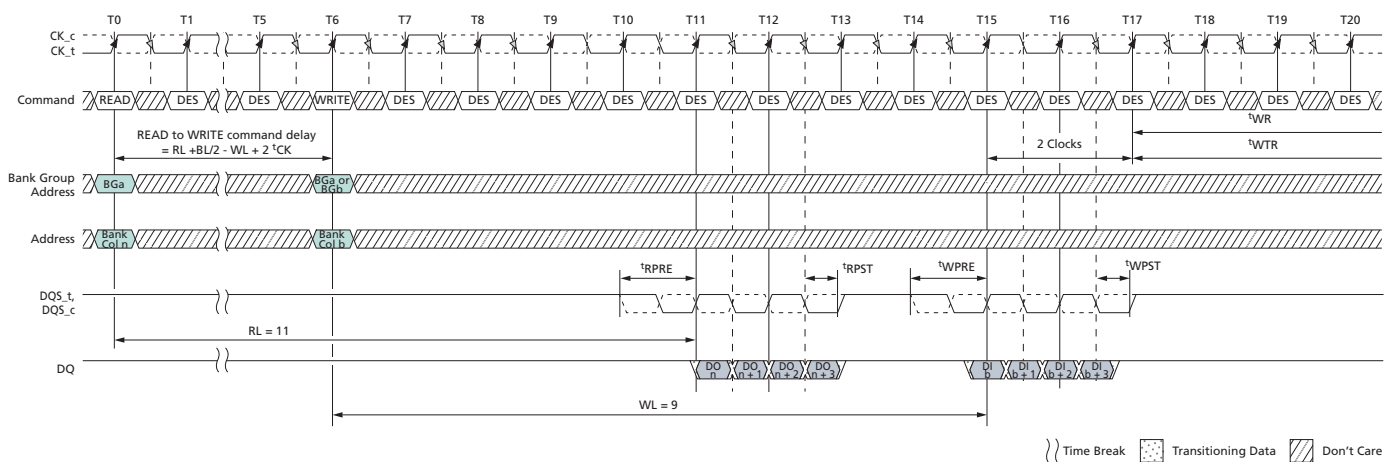 T0 T1 T5 T6 T7 T8 T9 T10 T11 T12 T13 T14 T15 T16 T17 T18 T19 T20
CK_c
CK_t
Command READ DES DES WRITE DES DES DES DES DES DES DES DES DES DES DES DES DES DES
tWR
READ to WRITE command delay
= RL +BL/2 - WL + 2 tCK
2 Clocks
tWTR
Bank Group
Address
BGa
BGa or
BGb
Address
Bank
Col n
Bank
Col b
tRPRE tRPST tWPRE tWPST
DQS_t,
DQS_c
RL = 11
DQ
DO
n
DO
n + 1
DO
n + 2
DO
n + 3
DI
b
DI
b + 1
DI
b + 2
DI
b + 3
WL = 9
Time Break Transitioning Data Don't Care